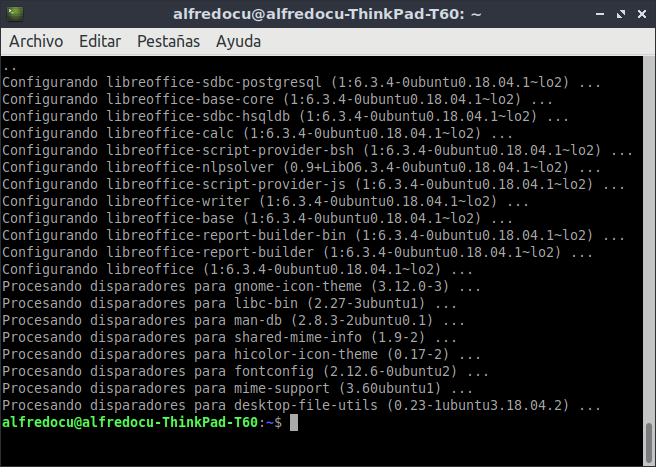 alfredocu@alfredocu-ThinkPad-T60: ~
Archivo Editar Pestañas Ayuda
..
Configurando libreoffice-sdbc-postgresql (1:6.3.4-0ubuntu0.18.04.1~lo2) ...
Configurando libreoffice-base-core (1:6.3.4-0ubuntu0.18.04.1~lo2) ...
Configurando libreoffice-sdbc-hsqldb (1:6.3.4-0ubuntu0.18.04.1~lo2) ...
Configurando libreoffice-calc (1:6.3.4-0ubuntu0.18.04.1~lo2) ...
Configurando libreoffice-script-provider-bsh (1:6.3.4-0ubuntu0.18.04.1~lo2) ...
Configurando libreoffice-nlpsolver (0.9+LibO6.3.4-0ubuntu0.18.04.1~lo2) ...
Configurando libreoffice-script-provider-js (1:6.3.4-0ubuntu0.18.04.1~lo2) ...
Configurando libreoffice-writer (1:6.3.4-0ubuntu0.18.04.1~lo2) ...
Configurando libreoffice-base (1:6.3.4-0ubuntu0.18.04.1~lo2) ...
Configurando libreoffice-report-builder-bin (1:6.3.4-0ubuntu0.18.04.1~lo2) ...
Configurando libreoffice-report-builder (1:6.3.4-0ubuntu0.18.04.1~lo2) ...
Configurando libreoffice (1:6.3.4-0ubuntu0.18.04.1~lo2) ...
Procesando disparadores para gnome-icon-theme (3.12.0-3) ...
Procesando disparadores para libc-bin (2.27-3ubuntu1) ...
Procesando disparadores para man-db (2.8.3-2ubuntu0.1) ...
Procesando disparadores para shared-mime-info (1.9-2) ...
Procesando disparadores para hicolor-icon-theme (0.17-2) ...
Procesando disparadores para fontconfig (2.12.6-0ubuntu2) ...
Procesando disparadores para mime-support (3.60ubuntu1) ...
Procesando disparadores para desktop-file-utils (0.23-1ubuntu3.18.04.2) ...
alfredocu@alfredocu-ThinkPad-T60:~$